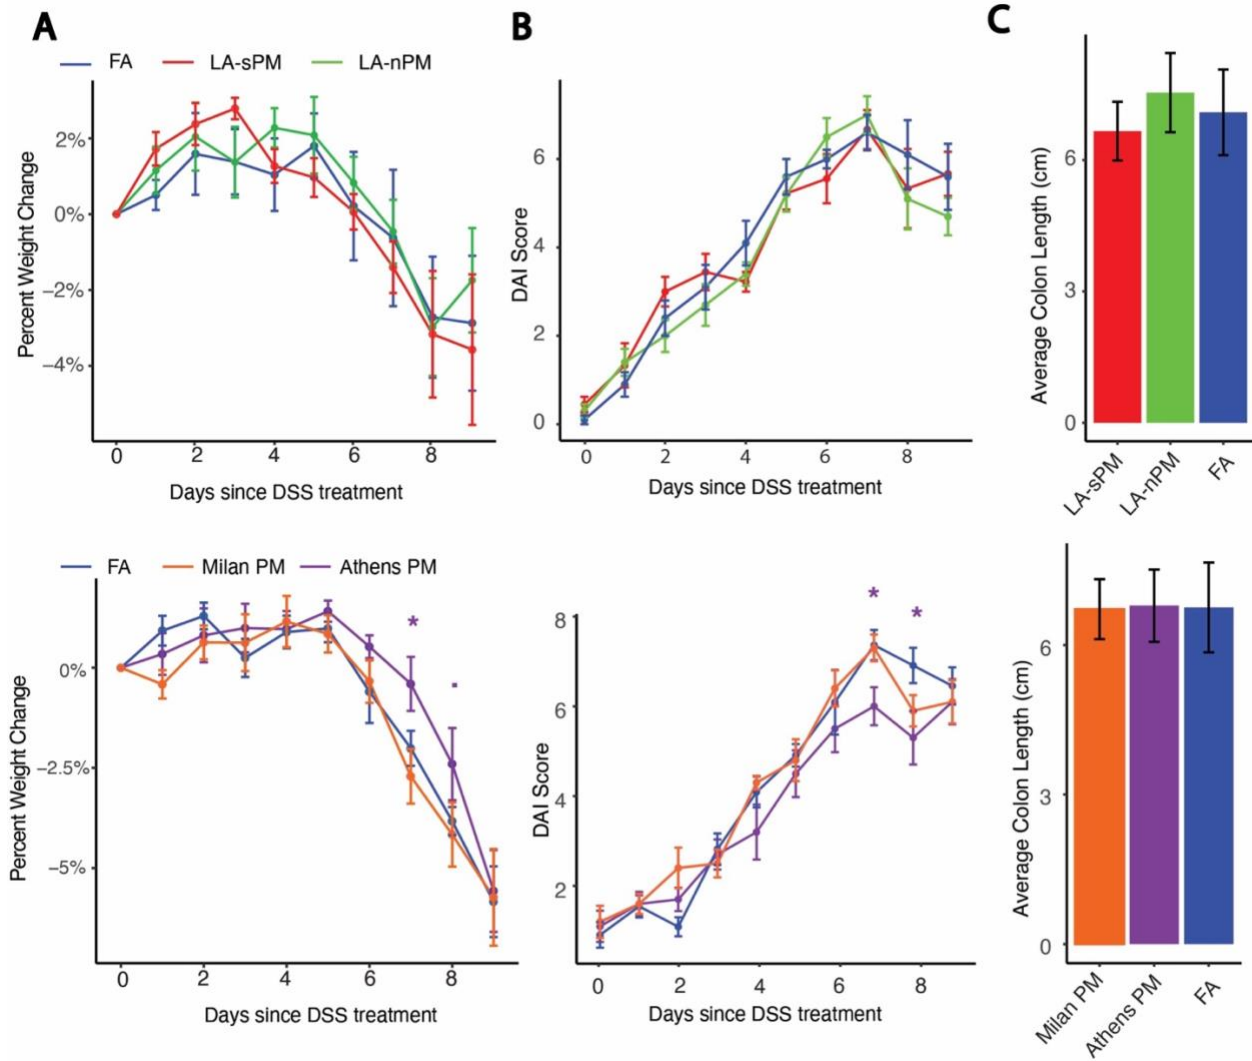 A
B
C
FA LA-sPM LA-nPM
Percent Weight Change
2%
0%
−2%
−4%
0 2 4 6 8
Days since DSS treatment
DAI Score
6
4
2
0
0 2 4 6 8
Days since DSS treatment
Average Colon Length (cm)
6
3
0
LA-sPM
LA-nPM
FA
FA Milan PM Athens PM
Percent Weight Change
0%
−2.5%
−5%
*
.
0 2 4 6 8
Days since DSS treatment
DAI Score
8
6
4
2
*
*
0 2 4 6 8
Days since DSS treatment
Average Colon Length (cm)
6
3
0
Milan PM
Athens PM
FA